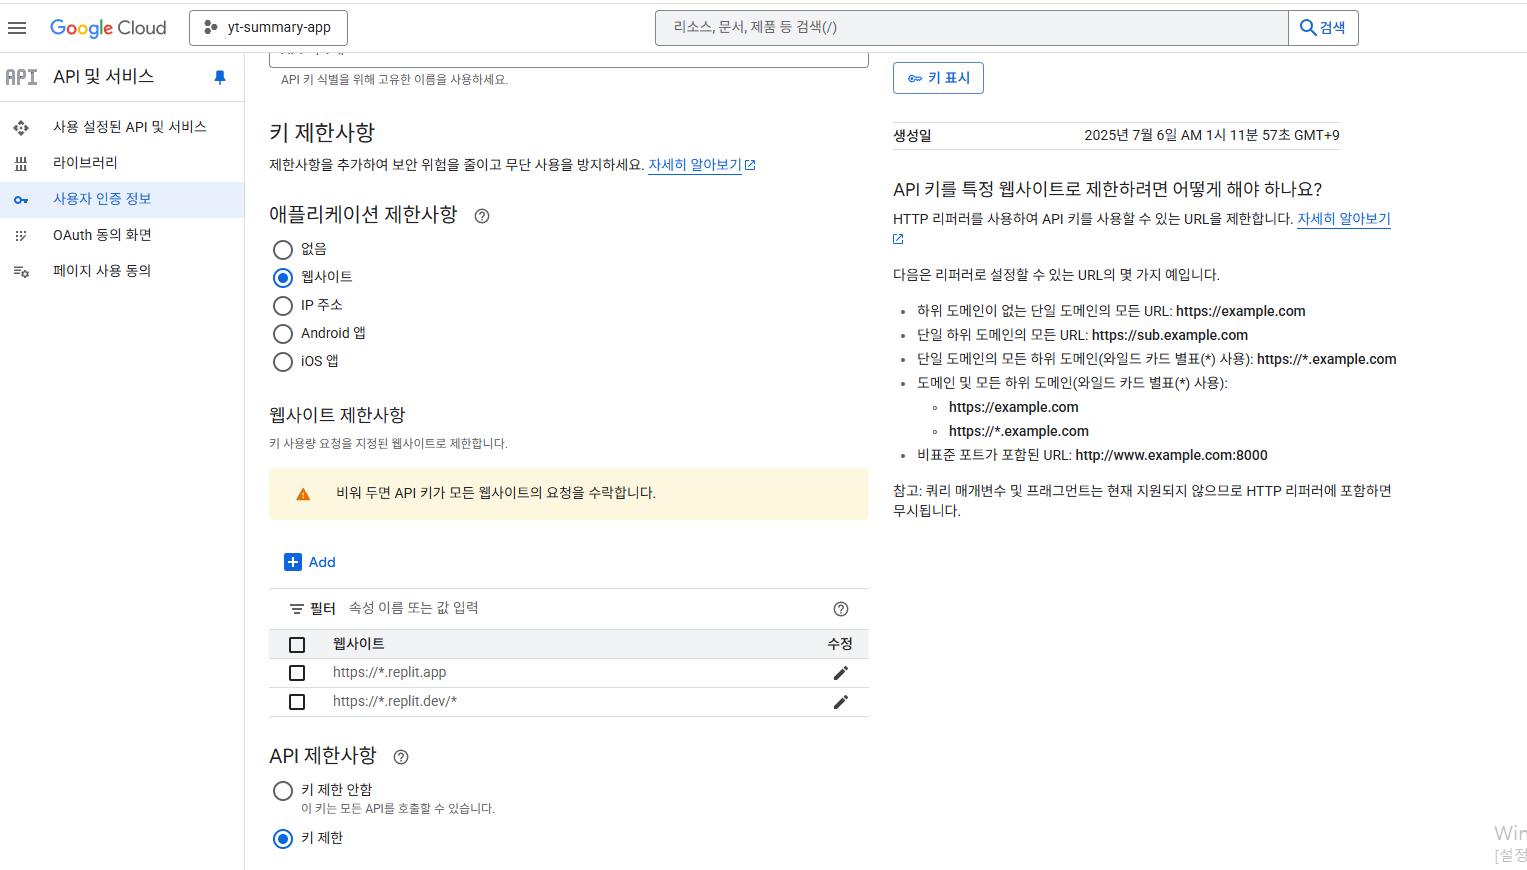 Google Cloud
yt-summary-app
리소스, 문서, 제품 등 검색(/)
검색
API
API 및 서비스
사용 설정된 API 및 서비스
라이브러리
사용자 인증 정보
OAuth 동의 화면
페이지 사용 동의
API 키 식별을 위해 고유한 이름을 사용하세요.
키 제한사항
제한사항을 추가하여 보안 위험을 줄이고 무단 사용을 방지하세요. 자세히 알아보기
애플리케이션 제한사항
없음
웹사이트
IP 주소
Android 앱
iOS 앱
웹사이트 제한사항
키 사용량 요청을 지정된 웹사이트로 제한합니다.
비워 두면 API 키가 모든 웹사이트의 요청을 수락합니다.
Add
필터 속성 이름 또는 값 입력
웹사이트 수정
https://*.replit.app
https://*.replit.dev/*
API 제한사항
키 제한 안함
이 키는 모든 API를 호출할 수 있습니다.
키 제한
키 표시
생성일 2025년 7월 6일 AM 1시 11분 57초 GMT+9
API 키를 특정 웹사이트로 제한하려면 어떻게 해야 하나요?
HTTP 리퍼러를 사용하여 API 키를 사용할 수 있는 URL을 제한합니다. 자세히 알아보기
다음은 리퍼러로 설정할 수 있는 URL의 몇 가지 예입니다.
하위 도메인이 없는 단일 도메인의 모든 URL: https://example.com
단일 하위 도메인의 모든 URL: https://sub.example.com
단일 도메인의 모든 하위 도메인(와일드 카드 별표(*) 사용): https://*.example.com
도메인 및 모든 하위 도메인(와일드 카드 별표(*) 사용):
https://example.com
https://*.example.com
비표준 포트가 포함된 URL: http://www.example.com:8000
참고: 쿼리 매개변수 및 프래그먼트는 현재 지원되지 않으므로 HTTP 리퍼러에 포함하면
무시됩니다.
Win
[설정